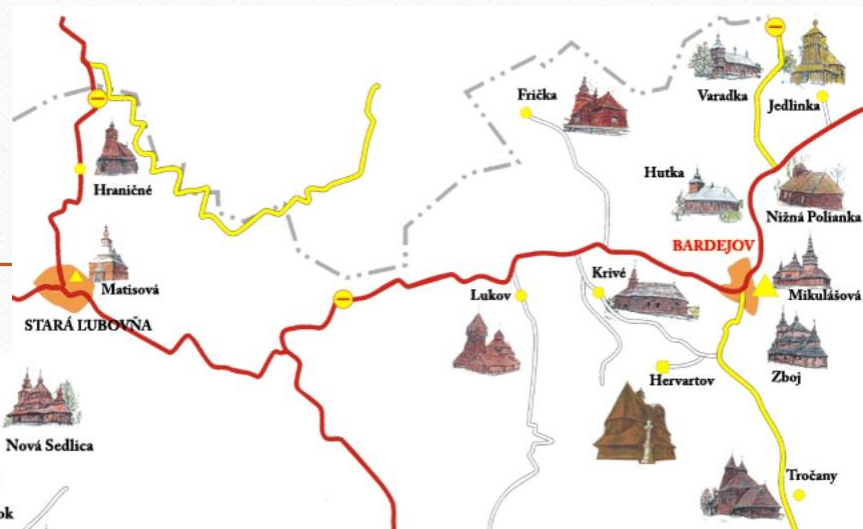 Frička
Varadka
Jedlinka
Hraničné
Hutka
Nižná Polianka
BARDEJOV
Matisová
Lukov
Krivé
Mikulášová
STARÁ ĽUBOVŇA
Hervartov
Zboj
Nová Sedlica
Tročany
ok